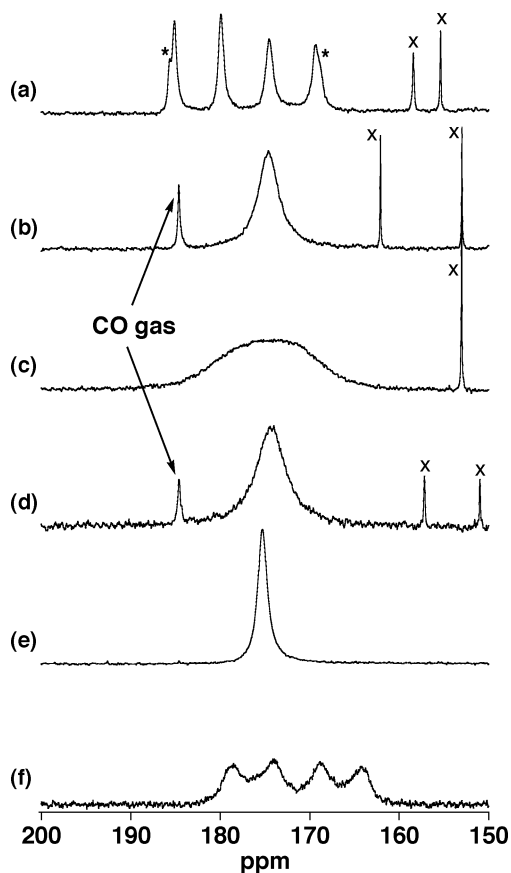 * * x x
(a)
x x
(b)
CO gas
x
(c)
x x
(d)
(e)
(f)
200 190 180 170 160 150
ppm